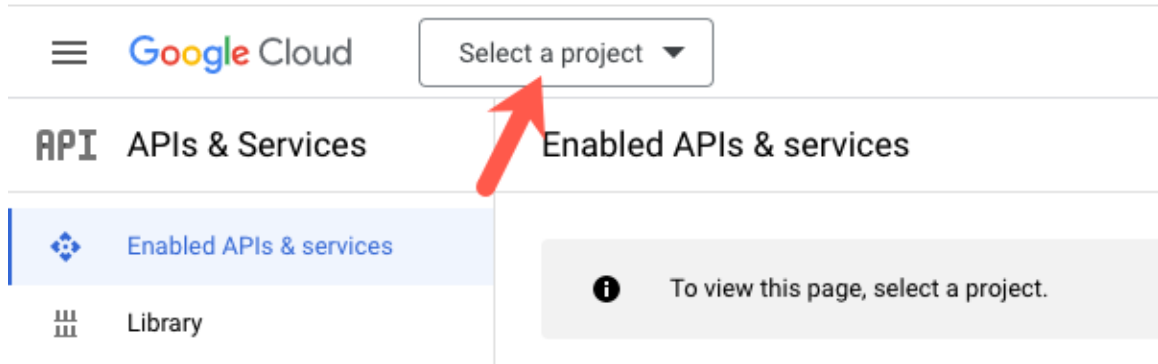 Google Cloud
Select a project
API
APIs & Services
Enabled APIs & services
Enabled APIs & services
To view this page, select a project.
Library